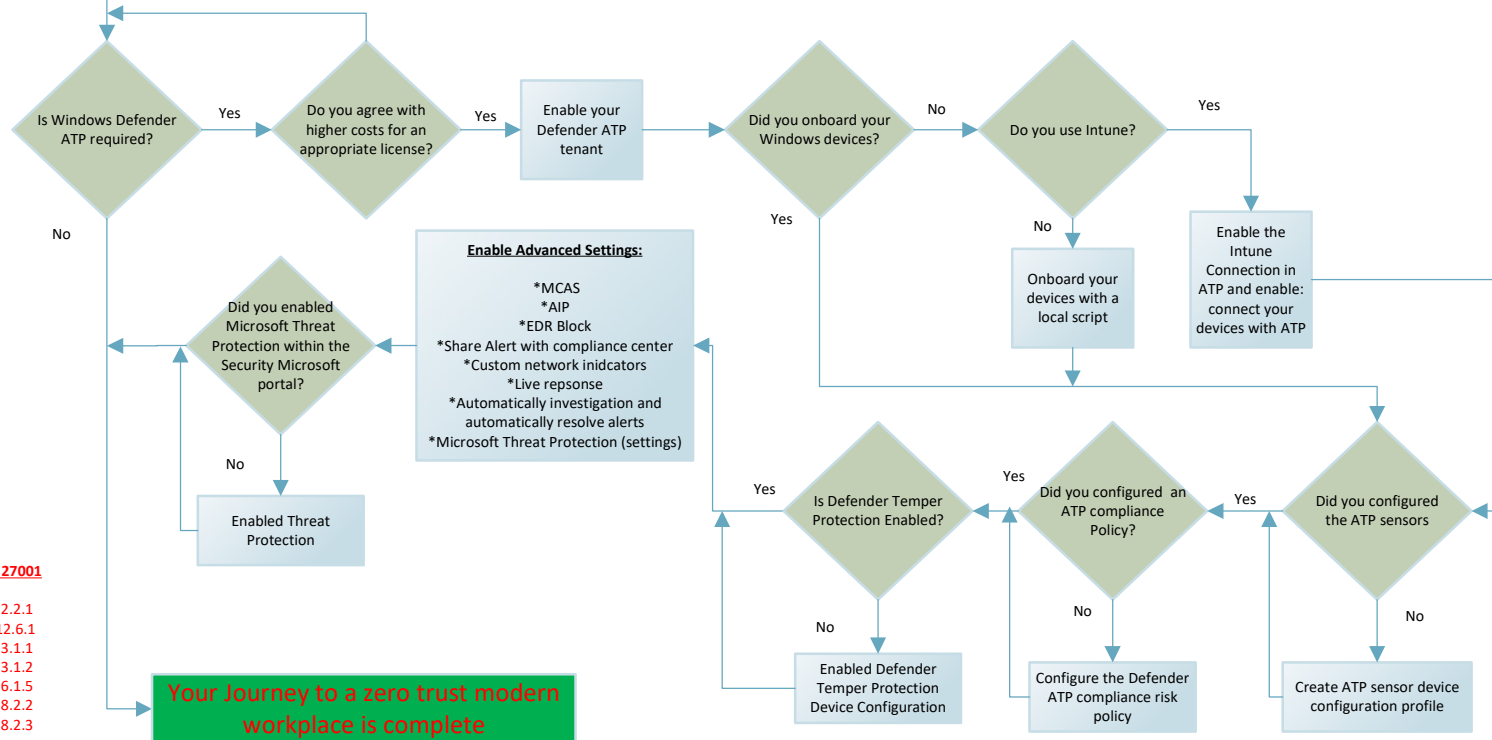 Is Windows Defender
ATP required?
Yes
No
Do you agree with
higher costs for an
appropriate license?
Yes
Enable your
Defender ATP
tenant
Did you onboard your
Windows devices?
No
Yes
Do you use Intune?
Yes
No
Onboard your
devices with a
local script
Enable the
Intune
Connection in
ATP and enable:
connect your
devices with ATP
Did you configured
the ATP sensors
Yes
No
Create ATP sensor device
configuration profile
Did you configured an
ATP compliance
Policy?
Yes
No
Configure the Defender
ATP compliance risk
policy
Is Defender Temper
Protection Enabled?
Yes
No
Enabled Defender
Temper Protection
Device Configuration
Enable Advanced Settings:
*MCAS
*AIP
*EDR Block
*Share Alert with compliance center
*Custom network inidcators
*Live repsonse
*Automatically investigation and
automatically resolve alerts
*Microsoft Threat Protection (settings)
Did you enabled
Microsoft Threat
Protection within the
Security Microsoft
portal?
No
Enabled Threat
Protection
27001
2.2.1
12.6.1
3.1.1
3.1.2
6.1.5
8.2.2
8.2.3
Your Journey to a zero trust modern
workplace is complete